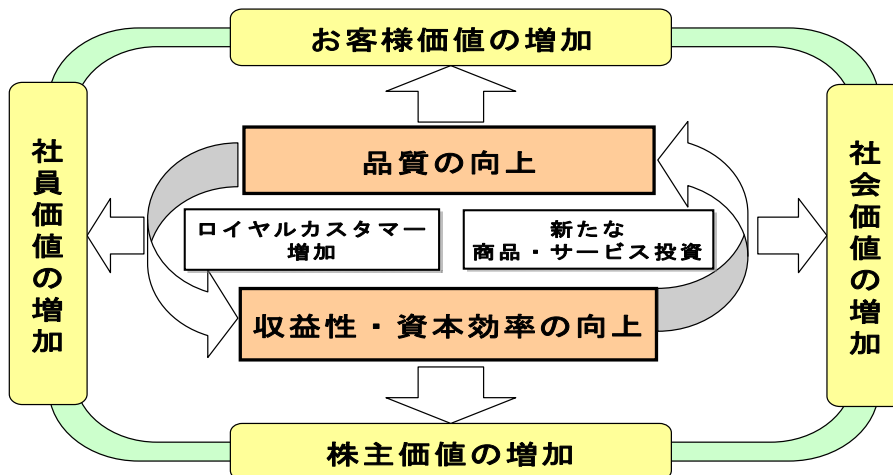 お客様価値の増加
社員価値の増加
品質の向上
ロイヤルカスタマー
増加
新たな
商品・サービス投資
収益性・資本効率の向上
社会価値の増加
株主価値の増加